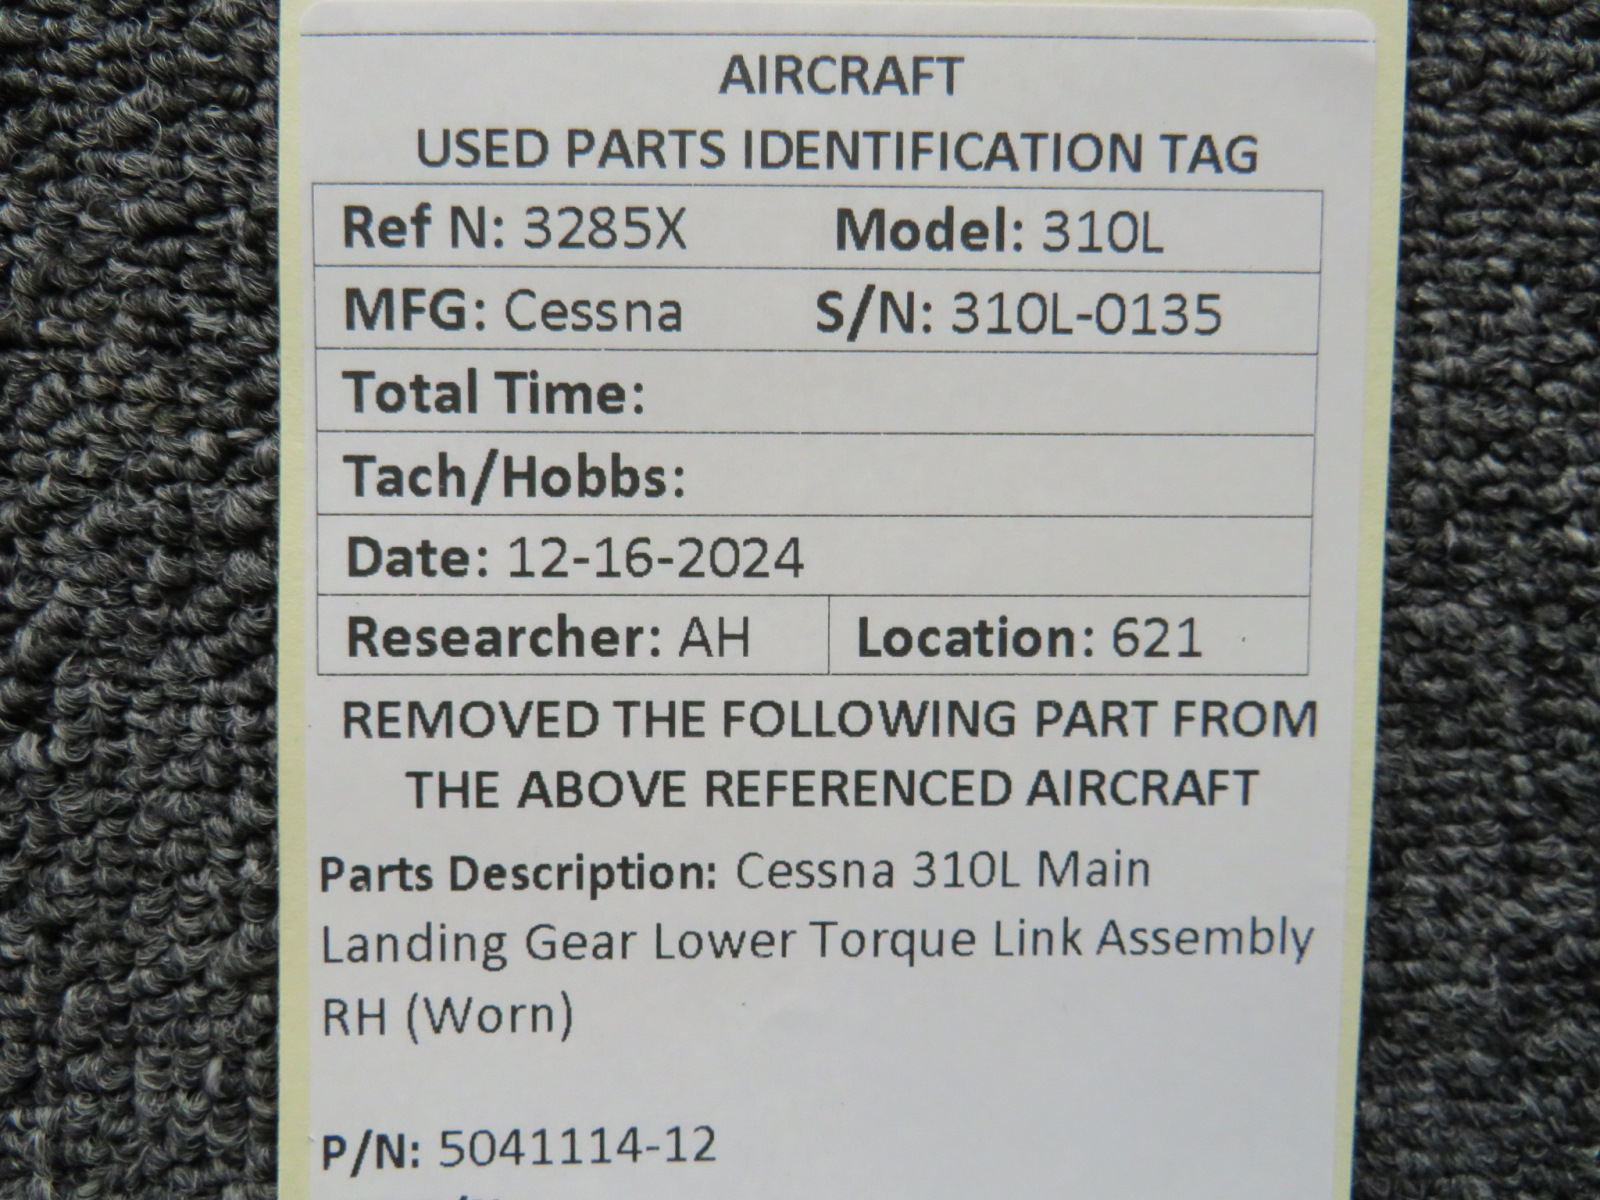 AIRCRAFT
USED PARTS IDENTIFICATION TAG
Ref N: 3285X Model: 310L
MFG: Cessna S/N: 310L-0135
Total Time:
Tach/Hobbs:
Date: 12-16-2024
Researcher: AH Location: 621
REMOVED THE FOLLOWING PART FROM
THE ABOVE REFERENCED AIRCRAFT
Parts Description: Cessna 310L Main
Landing Gear Lower Torque Link Assembly
RH (Worn)
P/N: 5041114-12